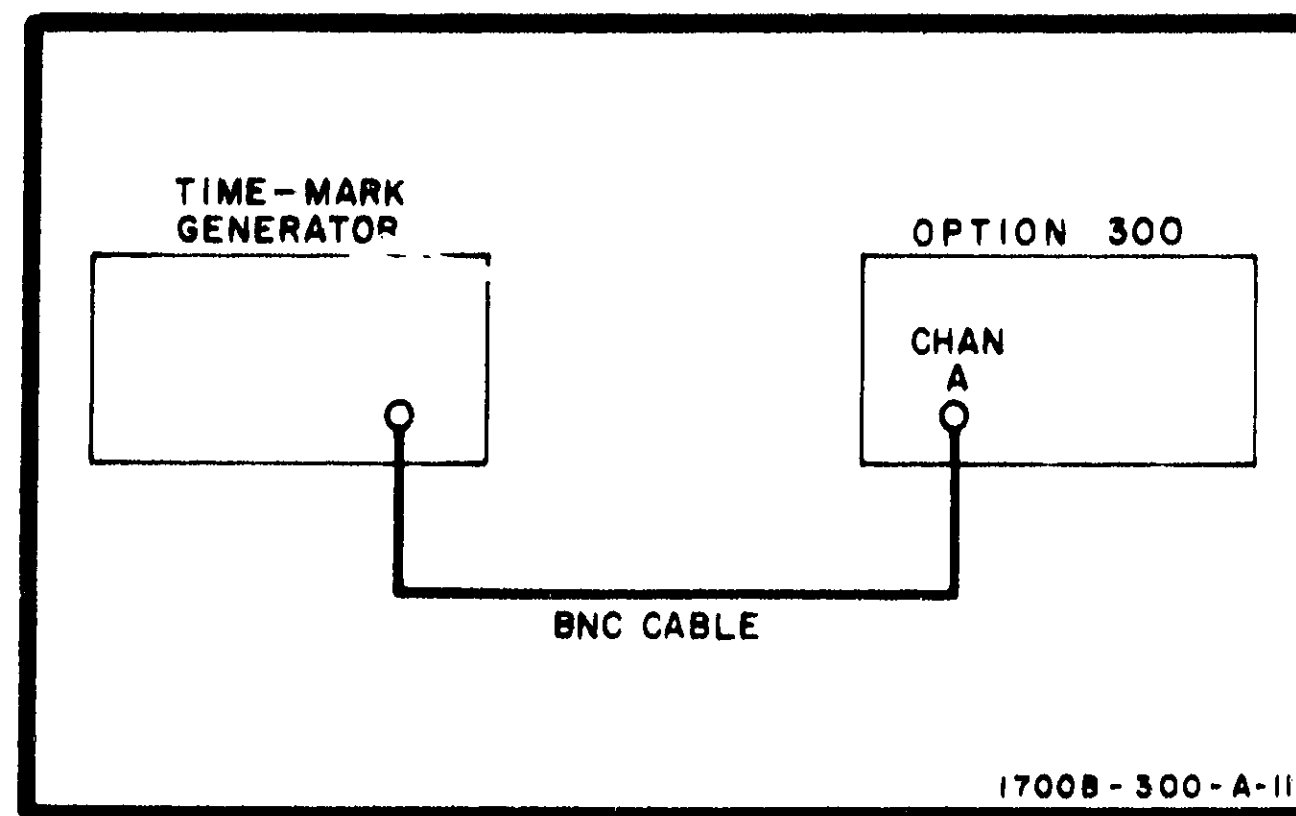 TIME-MARK
GENERATOR
OPTION 300
CHAN
A
BNC CABLE
1700B-300-A-11